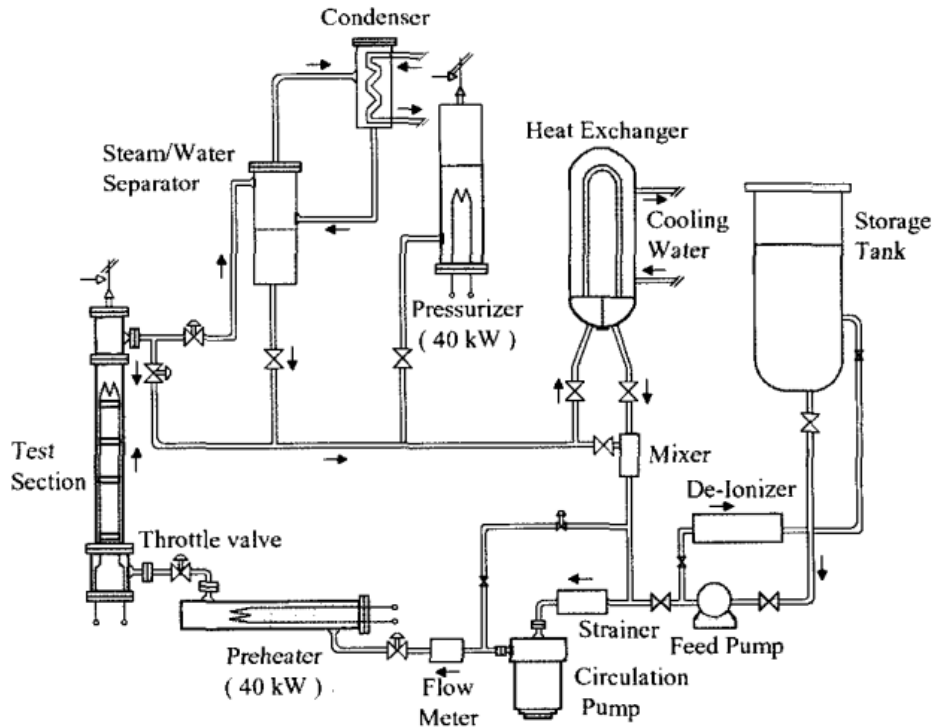 Condenser
Heat Exchanger
Steam/Water
Separator
Cooling
Water
Storage
Tank
Pressurizer
( 40 kW )
Test
Section
Mixer
De-Ionizer
Throttle valve
Strainer
Feed Pump
Preheater
( 40 kW )
Flow
Meter
Circulation
Pump